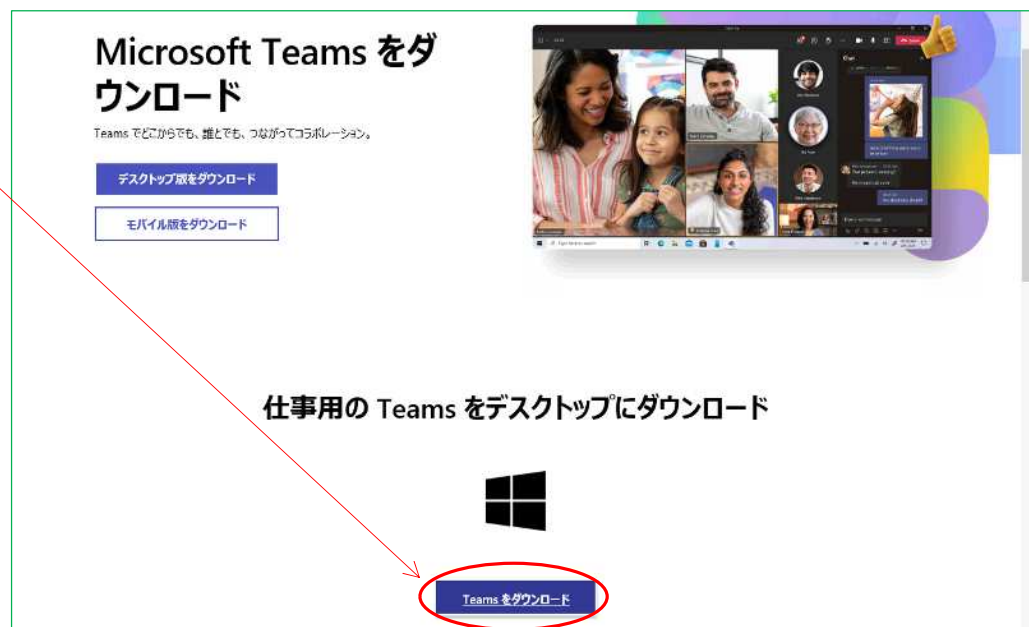 Microsoft Teams をダ
ウンロード
Teams でどこからでも、誰とでも、つながってコラボレーション。
デスクトップ版をダウンロード
モバイル版をダウンロード
Chat
仕事用の Teams をデスクトップにダウンロード
Teams をダウンロード